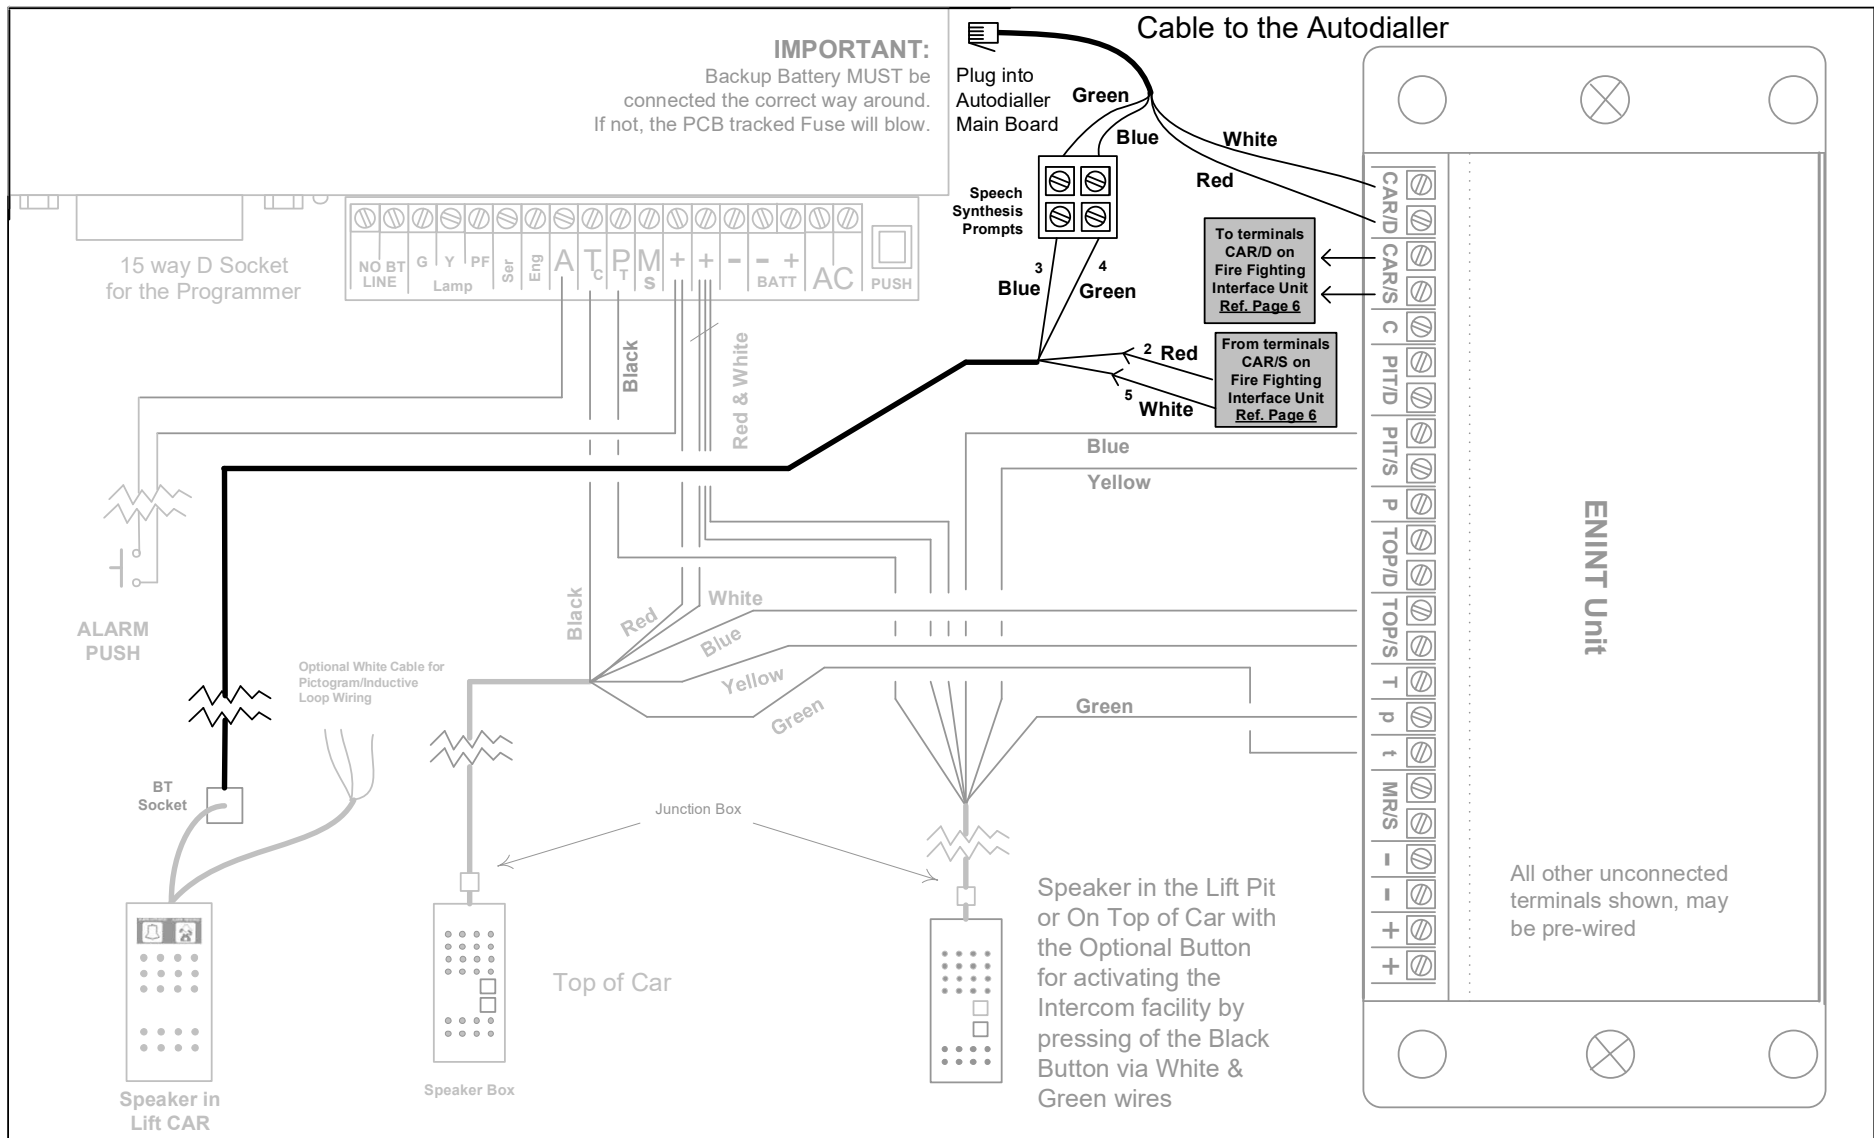 Cable to the Autodialler
IMPORTANT:
Backup Battery MUST be
connected the correct way around.
If not, the PCB tracked Fuse will blow.
Plug into
Autodialler
Main Board
Green
Blue
White
Red
Speech
Synthesis
Prompts
3
Blue
4
Green
To terminals
CAR/D on
Fire Fighting
Interface Unit
Ref. Page 6
From terminals
CAR/S on
Fire Fighting
Interface Unit
Ref. Page 6
2 Red
5
White
15 way D Socket
for the Programmer
NO BT
LINE
G Y PF
Lamp
Ser
Eng
A
T
C
P
T
M
S
+
+
-
- +
BATT
AC
PUSH
Black
Red & White
Blue
Yellow
ALARM
PUSH
Black
Red
White
Blue
Yellow
Green
Green
Optional White Cable for
Pictogram/Inductive
Loop Wiring
BT
Socket
Junction Box
Speaker in
Lift CAR
Speaker Box
Top of Car
Speaker in the Lift Pit
or On Top of Car with
the Optional Button
for activating the
Intercom facility by
pressing of the Black
Button via White &
Green wires
CAR/D
CAR/S
C
PIT/D
PIT/S
P
TOP/D
TOP/S
T
p
t
MR/S
-
-
+
+
ENINT Unit
All other unconnected
terminals shown, may
be pre-wired